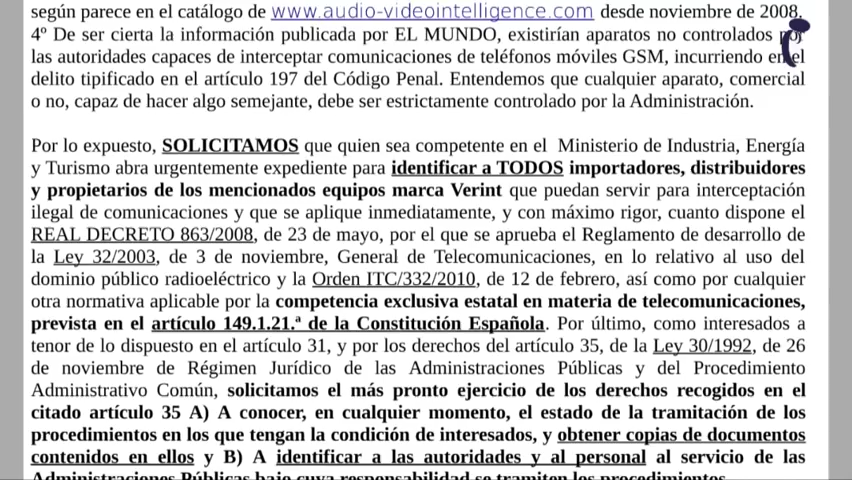 según parece en el catálogo de www.audio-videointelligence.com desde noviembre de 2008.
4º De ser cierta la información publicada por EL MUNDO, existirían aparatos no controlados por
las autoridades capaces de interceptar comunicaciones de teléfonos móviles GSM, incurriendo en el
delito tipificado en el artículo 197 del Código Penal. Entendemos que cualquier aparato, comercial
o no, capaz de hacer algo semejante, debe ser estrictamente controlado por la Administración.
Por lo expuesto, SOLICITAMOS que quien sea competente en el Ministerio de Industria, Energía
y Turismo abra urgentemente expediente para identificar a TODOS importadores, distribuidores
y propietarios de los mencionados equipos marca Verint que puedan servir para interceptación
ilegal de comunicaciones y que se aplique inmediatamente, y con máximo rigor, cuanto dispone el
REAL DECRETO 863/2008, de 23 de mayo, por el que se aprueba el Reglamento de desarrollo de
la Ley 32/2003, de 3 de noviembre, General de Telecomunicaciones, en lo relativo al uso del
dominio público radioeléctrico y la Orden ITC/332/2010, de 12 de febrero, así como por cualquier
otra normativa aplicable por la competencia exclusiva estatal en materia de telecomunicaciones,
prevista en el artículo 149.1.21.ª de la Constitución Española. Por último, como interesados a
tenor de lo dispuesto en el artículo 31, y por los derechos del artículo 35, de la Ley 30/1992, de 26
de noviembre de Régimen Jurídico de las Administraciones Públicas y del Procedimiento
Administrativo Común, solicitamos el más pronto ejercicio de los derechos recogidos en el
citado artículo 35 A) A conocer, en cualquier momento, el estado de la tramitación de los
procedimientos en los que tengan la condición de interesados, y obtener copias de documentos
contenidos en ellos y B) A identificar a las autoridades y al personal al servicio de las
Administraciones Públicas bajo cuya responsabilidad se tramiten los procedimientos.